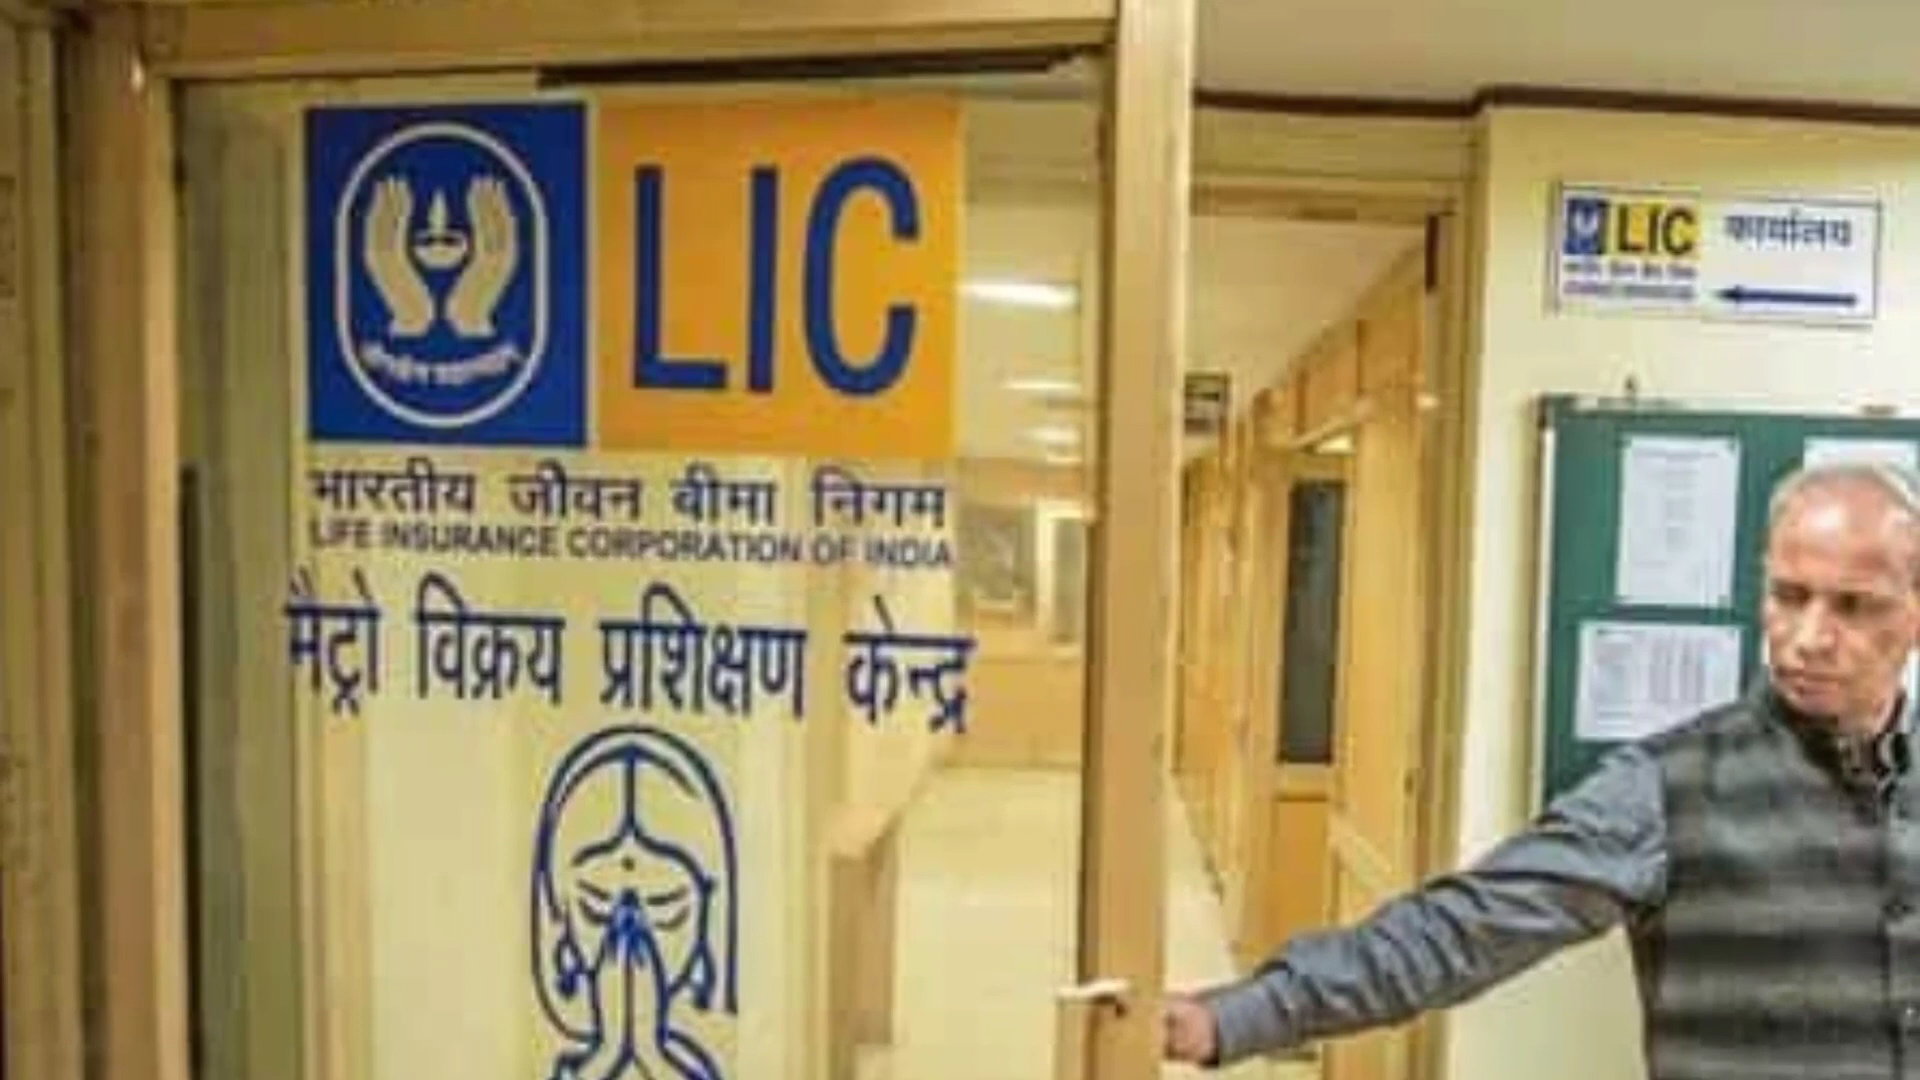 LIC
भारतीय जीवन बीमा निगम
LIFE INSURANCE CORPORATION OF INDIA
मैट्रो विक्रय प्रशिक्षण केन्द्र
LIC कार्यालय